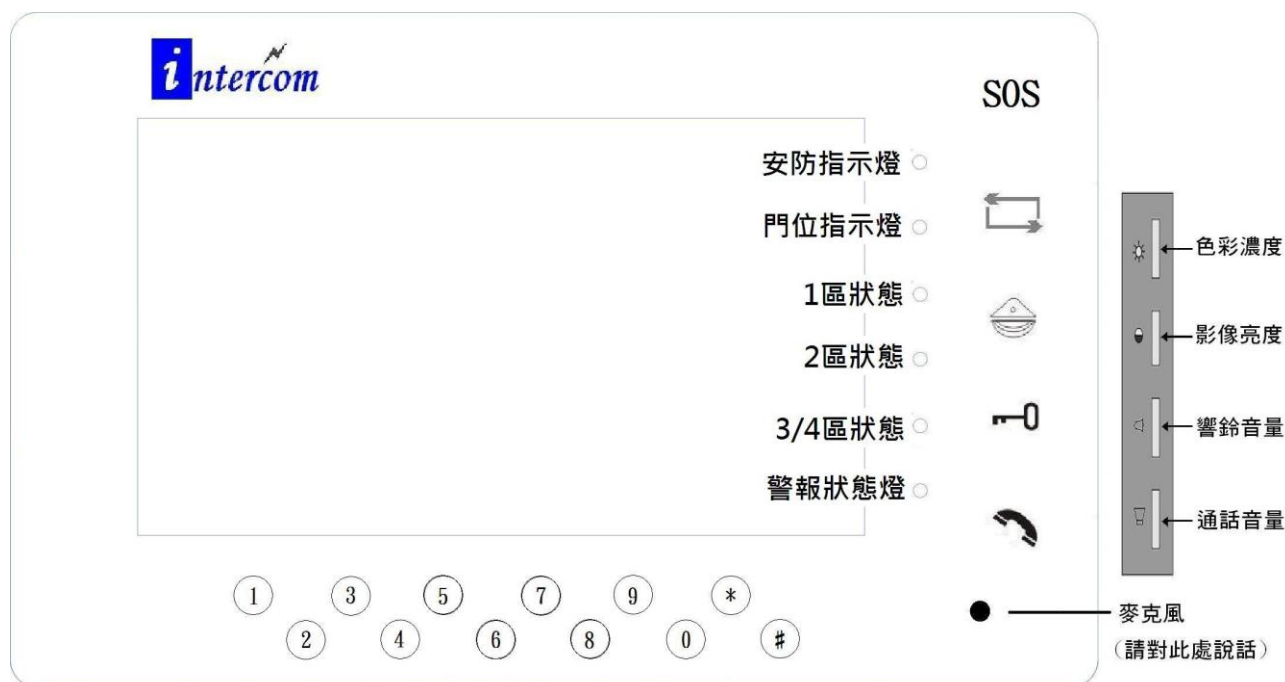 intercom
SOS
安防指示燈
門位指示燈
1區狀態
2區狀態
3/4區狀態
警報狀態燈
色彩濃度
影像亮度
響鈴音量
通話音量
1 3 5 7 9 *
2 4 6 8 0 #
麥克風
(請對此處說話)